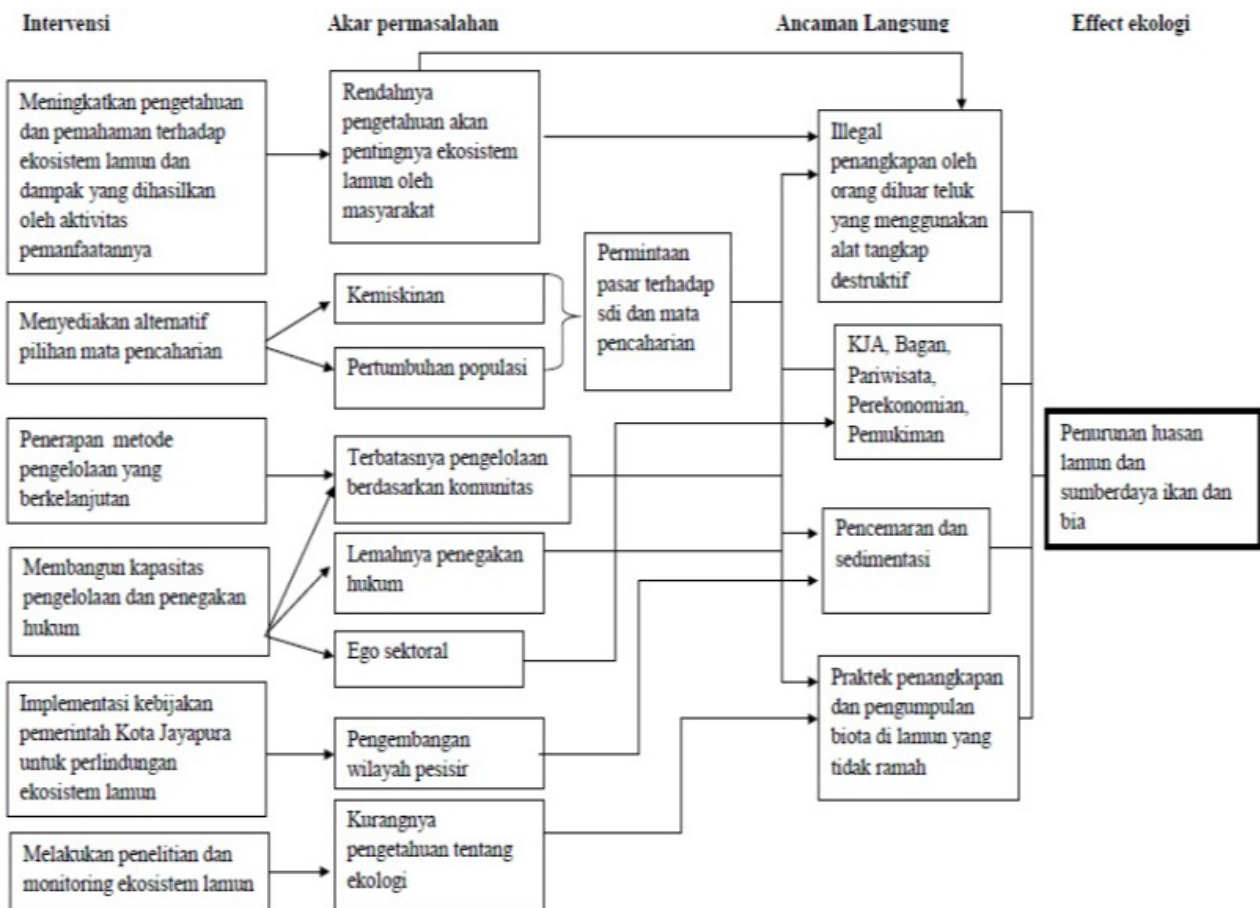 Intervensi
Akar permasalahan
Ancaman Langsung
Effect ekologi
Meningkatkan pengetahuan
dan pemahaman terhadap
ekosistem lamun dan
dampak yang dihasilkan
oleh aktivitas
pemanfaatannya
Menyediakan alternatif
pilihan mata pencaharian
Penerapan metode
pengelolaan yang
berkelanjutan
Membangun kapasitas
pengelolaan dan penegakan
hukum
Implementasi kebijakan
pemerintah Kota Jayapura
untuk perlindungan
ekosistem lamun
Melakukan penelitian dan
monitoring ekosistem lamun
Rendahnya
pengetahuan akan
pentingnya ekosistem
lamun oleh
masyarakat
Kemiskinan
Pertumbuhan populasi
Terbatasnya pengelolaan
berdasarkan komunitas
Lemahnya penegakan
hukum
Ego sektoral
Pengembangan
wilayah pesisir
Kurangnya
pengetahuan tentang
ekologi
Permintaan
pasar terhadap
sdi dan mata
pencaharian
Illegal
penangkapan oleh
orang diluar teluk
yang menggunakan
alat tangkap
destruktif
KJA, Bagan,
Pariwisata,
Perekonomian,
Pemukiman
Pencemaran dan
sedimentasi
Praktek penangkapan
dan pengumpulan
biota di lamun yang
tidak ramah
Penurunan luasan
lamun dan
sumberdaya ikan dan
bia